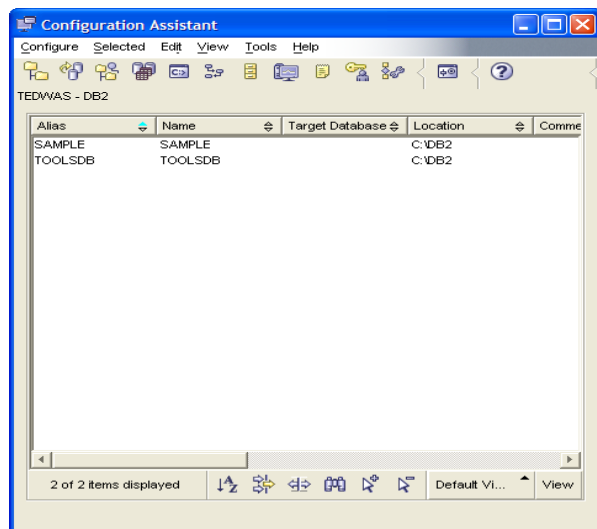 Configuration Assistant
Configure Selected Edit View Tools Help
TEDWAS - DB2
Alias Name Target Database Location Comme
SAMPLE SAMPLE C:\DB2
TOOLSDB TOOLSDB C:\DB2
2 of 2 items displayed Default Vi... View